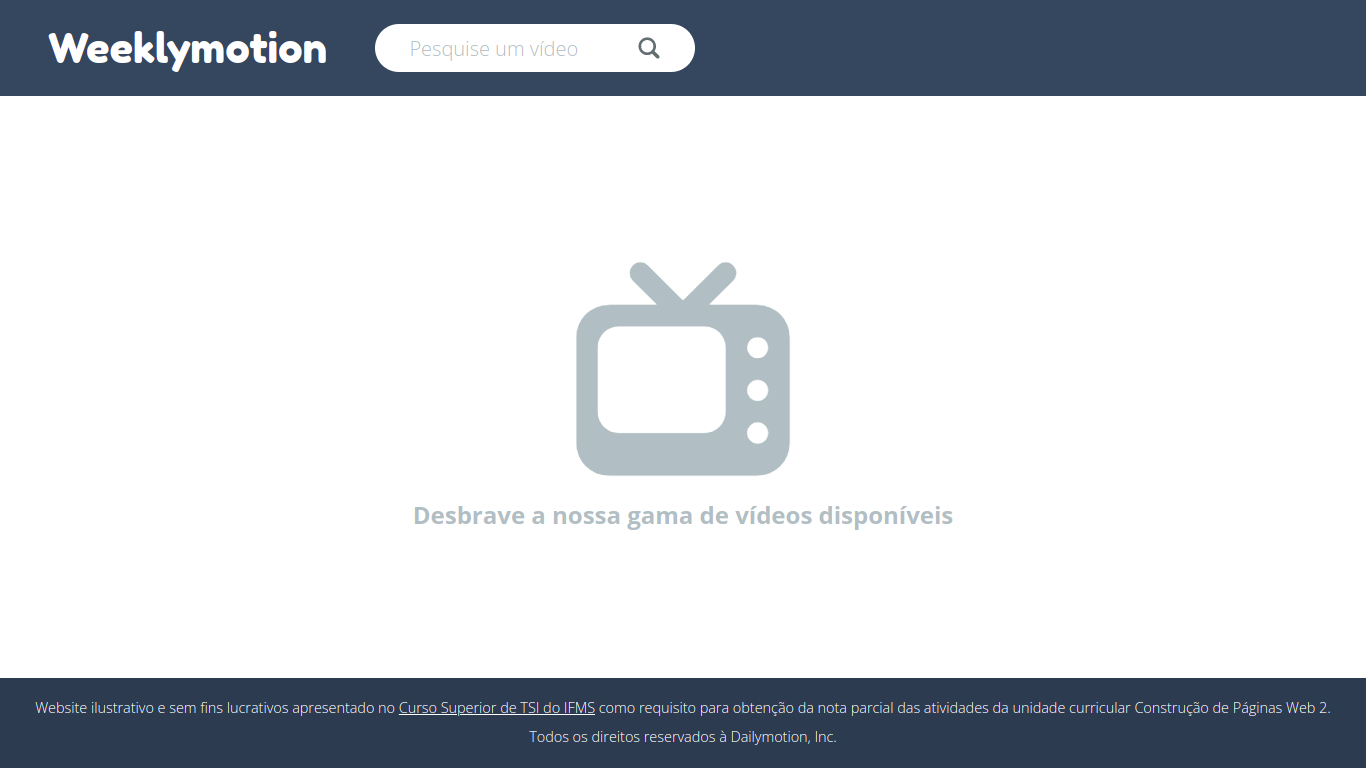 Weeklymotion
Pesquise um vídeo
Desbrave a nossa gama de vídeos disponíveis
Website ilustrativo e sem fins lucrativos apresentado no Curso Superior de TSI do IFMS como requisito para obtenção da nota parcial das atividades da unidade curricular Construção de Páginas Web 2.
Todos os direitos reservados à Dailymotion, Inc.